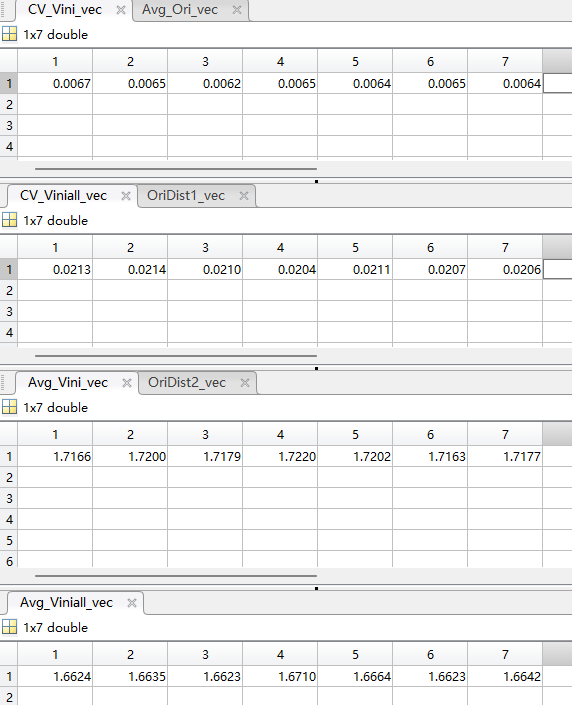 CV_Vini_vec Avg_Ori_vec
1x7 double
1 2 3 4 5 6 7
1 0.0067 0.0065 0.0062 0.0065 0.0064 0.0065 0.0064
2
3
4
CV_Viniall_vec OriDist1_vec
1x7 double
1 2 3 4 5 6 7
1 0.0213 0.0214 0.0210 0.0204 0.0211 0.0207 0.0206
2
3
4
Avg_Vini_vec OriDist2_vec
1x7 double
1 2 3 4 5 6 7
1 1.7166 1.7200 1.7179 1.7220 1.7202 1.7163 1.7177
2
3
4
5
6
Avg_Viniall_vec
1x7 double
1 2 3 4 5 6 7
1 1.6624 1.6635 1.6623 1.6710 1.6664 1.6623 1.6642
2